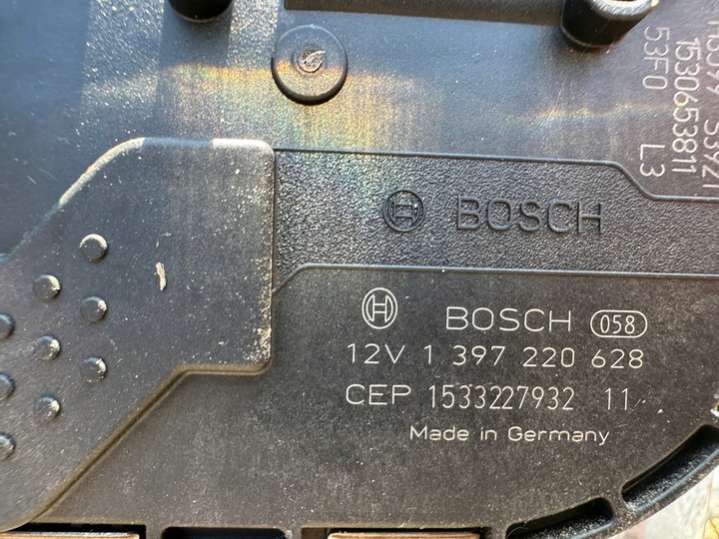 1530653811
53F0 L3
BOSCH
BOSCH 058
12V 1 397 220 628
CEP 1533227932 11
Made in Germany